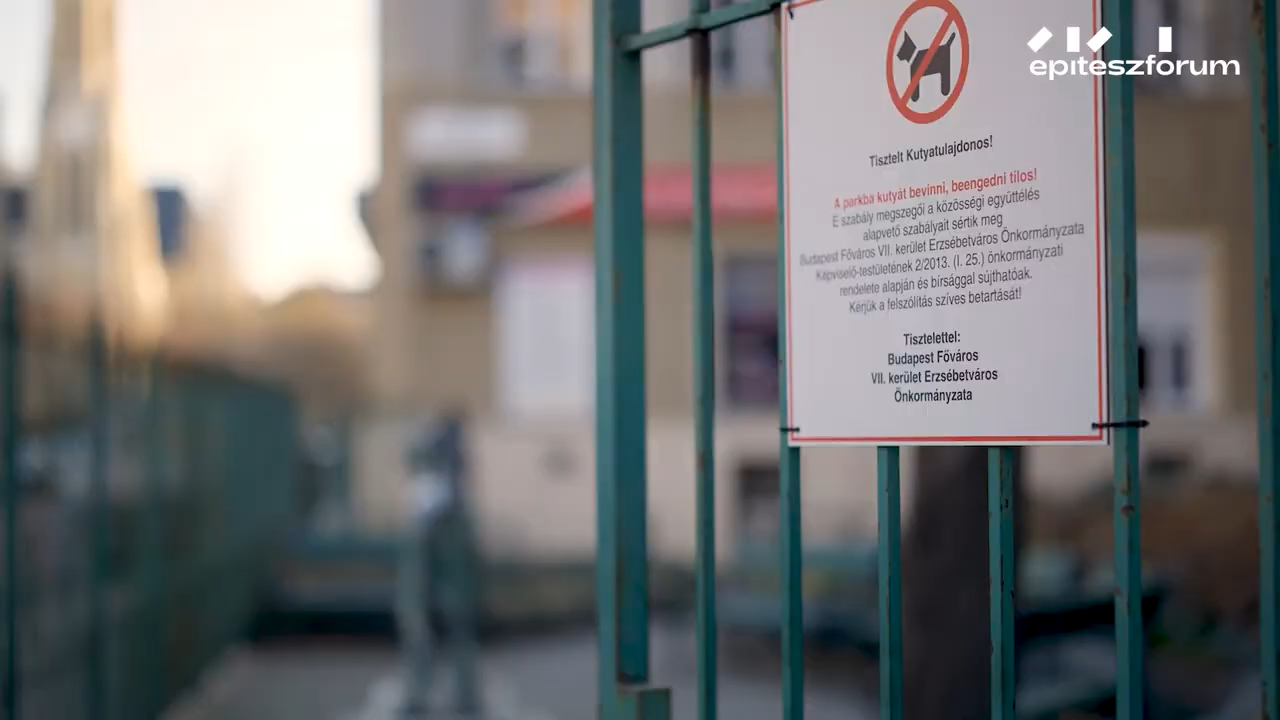 epiteszforum
Tisztelt Kutyatulajdonos!
A parkba kutyát bevinni, beengedni tilos!
E szabály megszegői a közösségi együttélés
alapvető szabályait sértik meg
Budapest Főváros VII. kerület Erzsébetváros Önkormányzata
Képviselő-testületének 2/2013. (I. 25.) önkormányzati
rendelete alapján és bírsággal sújthatóak.
Kérjük a felszólítás szíves betartását!
Tisztelettel:
Budapest Főváros
VII. kerület Erzsébetváros
Önkormányzata